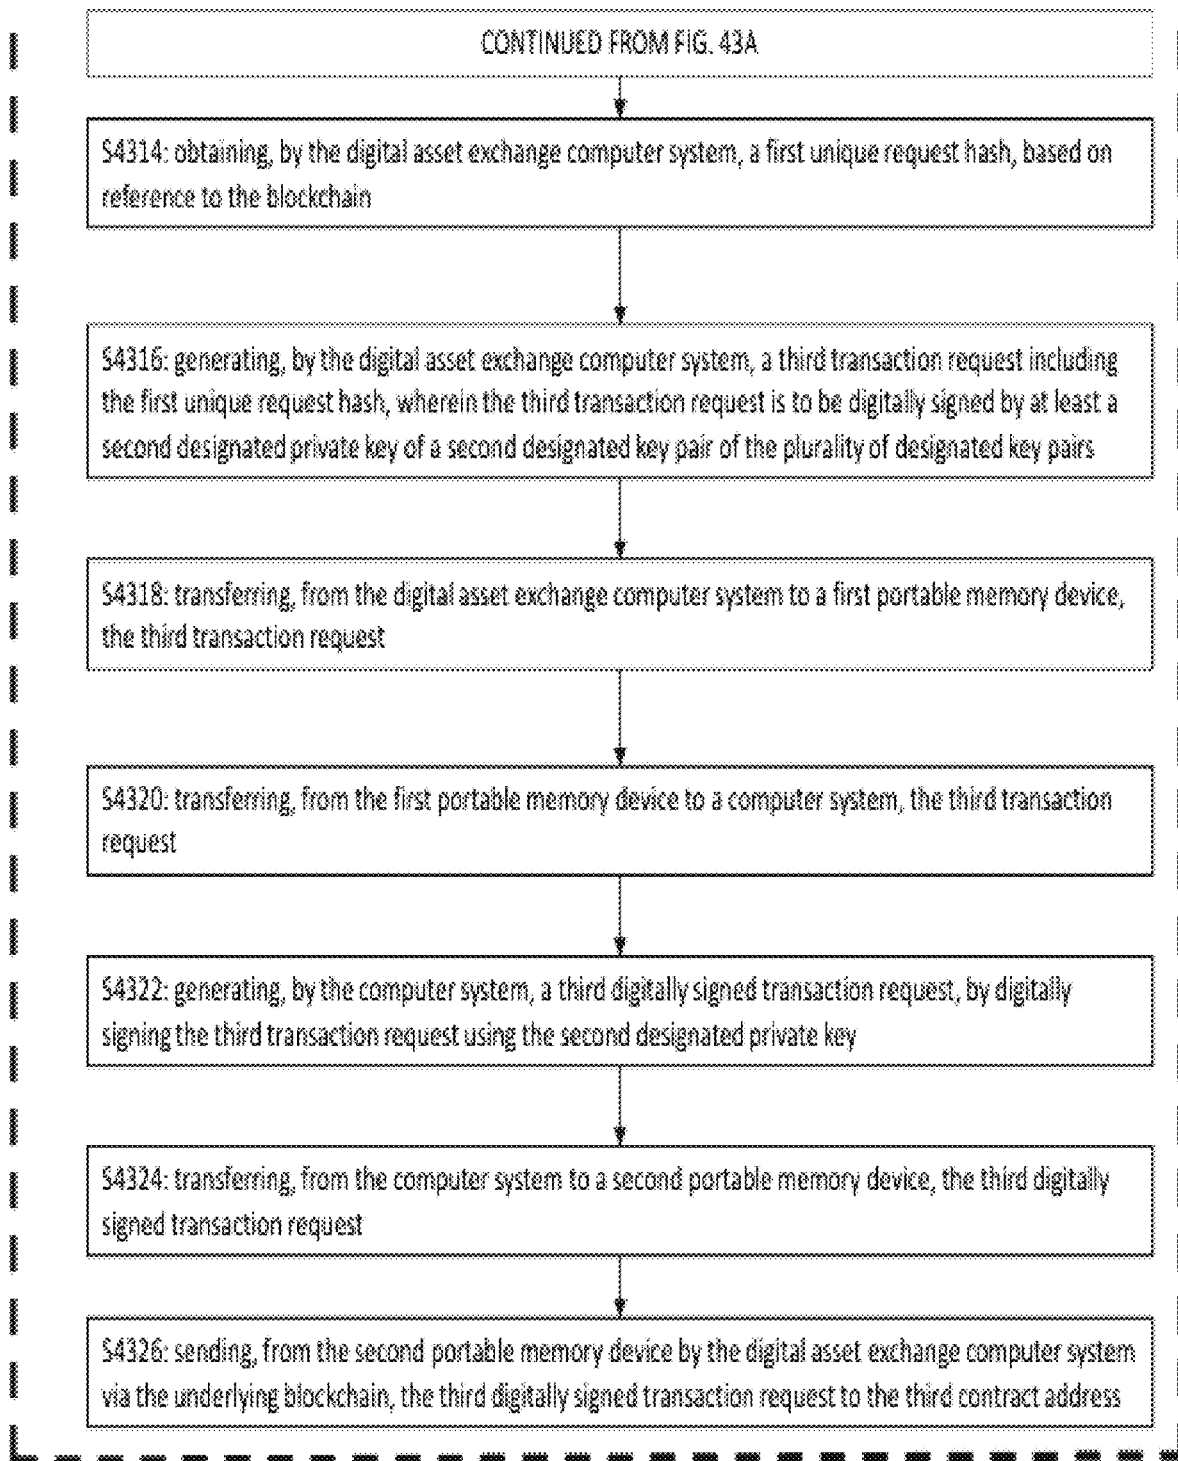 CONTINUED FROM FIG. 43A
S4314: obtaining, by the digital asset exchange computer system, a first unique request hash, based on
reference to the blockchain
S4316: generating, by the digital asset exchange computer system, a third transaction request including
the first unique request hash, wherein the third transaction request is to be digitally signed by at least a
second designated private key of a second designated key pair of the plurality of designated key pairs
S4318: transferring, from the digital asset exchange computer system to a first portable memory device,
the third transaction request
S4320: transferring, from the first portable memory device to a computer system, the third transaction
request
S4322: generating, by the computer system, a third digitally signed transaction request, by digitally
signing the third transaction request using the second designated private key
S4324: transferring, from the computer system to a second portable memory device, the third digitally
signed transaction request
S4326: sending, from the second portable memory device by the digital asset exchange computer system
via the underlying blockchain, the third digitally signed transaction request to the third contract address